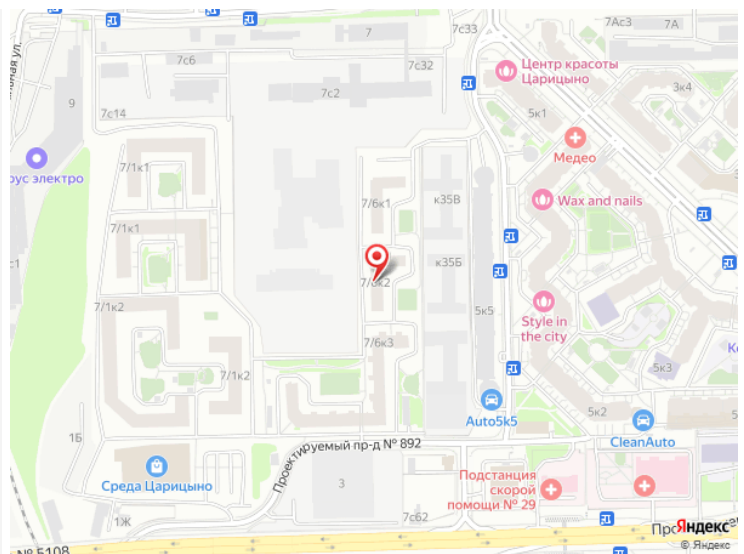 7с33
7Ас3
7А
7
7с6
7с32
Центр красоты
Царицыно
3к4
9
7с2
7с14
5к1
Медео
7/1к1
рус электро
7/6к1
к35В
Wax and nails
7/1к1
к35Б
с1
7/6к2
7/1к2
5к5
Style in
the city
7/6к3
7/1к2
5к3
5к2
Auto5k5
1Б
Проектируемый пр-д № 892
CleanAuto
Среда Царицыно
3
Подстанция
скорой
помощи № 29
1Ж
7с62
№ 5108
Яндекс
© Яндекс